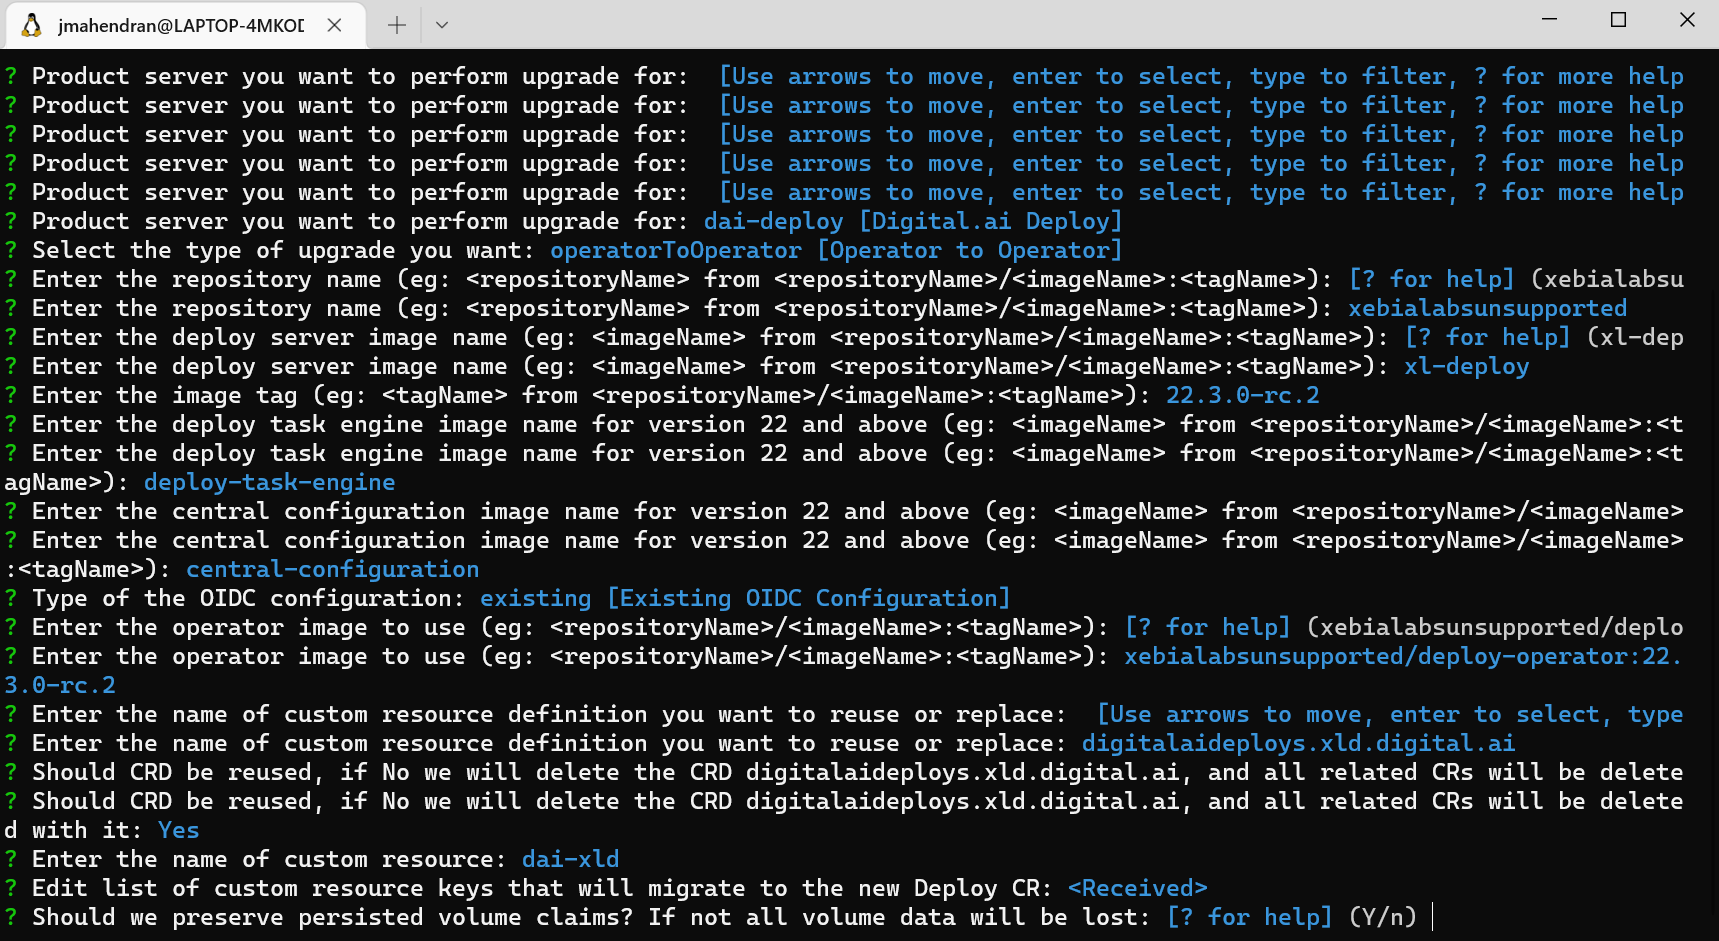 jmahendran@LAPTOP-4MKOD
? Product server you want to perform upgrade for:  [Use arrows to move, enter to select, type to filter, ? for more help
? Product server you want to perform upgrade for:  [Use arrows to move, enter to select, type to filter, ? for more help
? Product server you want to perform upgrade for:  [Use arrows to move, enter to select, type to filter, ? for more help
? Product server you want to perform upgrade for:  [Use arrows to move, enter to select, type to filter, ? for more help
? Product server you want to perform upgrade for:  [Use arrows to move, enter to select, type to filter, ? for more help
? Product server you want to perform upgrade for: dai-deploy [Digital.ai Deploy]
? Select the type of upgrade you want: operatorToOperator [Operator to Operator]
? Enter the repository name (eg: <repositoryName> from <repositoryName>/<imageName>:<tagName>): [? for help] (xebialabsu
? Enter the repository name (eg: <repositoryName> from <repositoryName>/<imageName>:<tagName>): xebialabsunsupported
? Enter the deploy server image name (eg: <imageName> from <repositoryName>/<imageName>:<tagName>): [? for help] (xl-dep
? Enter the deploy server image name (eg: <imageName> from <repositoryName>/<imageName>:<tagName>): xl-deploy
? Enter the image tag (eg: <tagName> from <repositoryName>/<imageName>:<tagName>): 22.3.0-rc.2
? Enter the deploy task engine image name for version 22 and above (eg: <imageName> from <repositoryName>/<imageName>:<t
? Enter the deploy task engine image name for version 22 and above (eg: <imageName> from <repositoryName>/<imageName>:<t
agName>): deploy-task-engine
? Enter the central configuration image name for version 22 and above (eg: <imageName> from <repositoryName>/<imageName>
? Enter the central configuration image name for version 22 and above (eg: <imageName> from <repositoryName>/<imageName>
:<tagName>): central-configuration
? Type of the OIDC configuration: existing [Existing OIDC Configuration]
? Enter the operator image to use (eg: <repositoryName>/<imageName>:<tagName>): [? for help] (xebialabsunsupported/deplo
? Enter the operator image to use (eg: <repositoryName>/<imageName>:<tagName>): xebialabsunsupported/deploy-operator:22.
3.0-rc.2
? Enter the name of custom resource definition you want to reuse or replace:  [Use arrows to move, enter to select, type
? Enter the name of custom resource definition you want to reuse or replace: digitalaideploys.xld.digital.ai
? Should CRD be reused, if No we will delete the CRD digitalaideploys.xld.digital.ai, and all related CRs will be delete
? Should CRD be reused, if No we will delete the CRD digitalaideploys.xld.digital.ai, and all related CRs will be delete
d with it: Yes
? Enter the name of custom resource: dai-xld
? Edit list of custom resource keys that will migrate to the new Deploy CR: <Received>
? Should we preserve persisted volume claims? If not all volume data will be lost: [? for help] (Y/n)